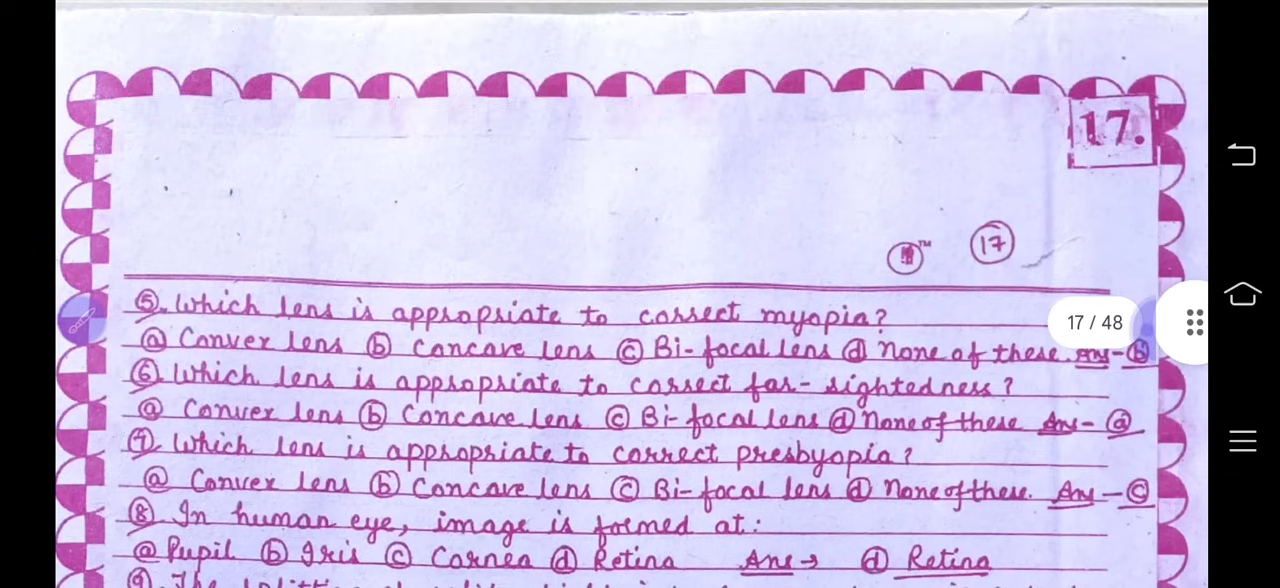 17.
TM
17
⑤. Which lens is appropriate to correct myopia?
ⓐ Convex lens ⓑ Concave lens ⓒ Bi-focal lens ⓓ None of these Ans-ⓑ
⑥. Which lens is appropriate to correct far-sightedness?
ⓐ Convex lens ⓑ Concave lens ⓒ Bi-focal lens ⓓ None of these Ans-ⓐ
⑦. Which lens is appropriate to correct presbyopia?
ⓐ Convex lens ⓑ Concave lens ⓒ Bi-focal lens ⓓ None of these. Ans-ⓒ
⑧ In human eye, image is formed at:
ⓐ Pupil ⓑ Iris ⓒ Cornea ⓓ Retina Ans→ ⓓ Retina
⑨. The
17 / 48